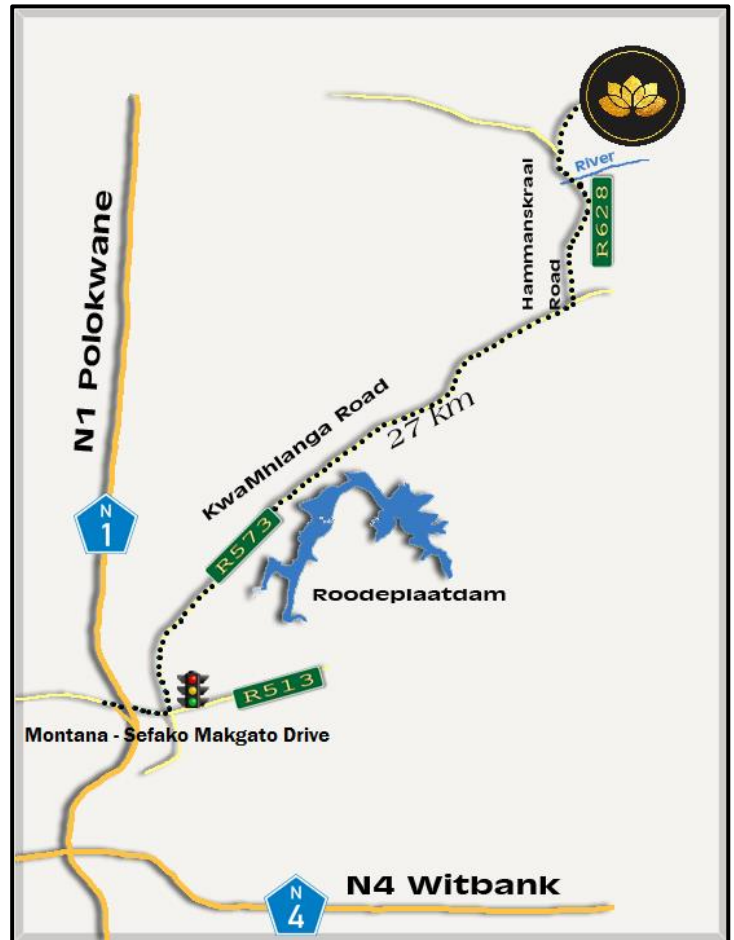 River
R628
Hammanskraal
Road
N1 Polokwane
27 km
KwaMhlanga Road
N
1
R573
Roodeplaatdam
R513
Montana - Sefako Makgato Drive
N4 Witbank
N
4